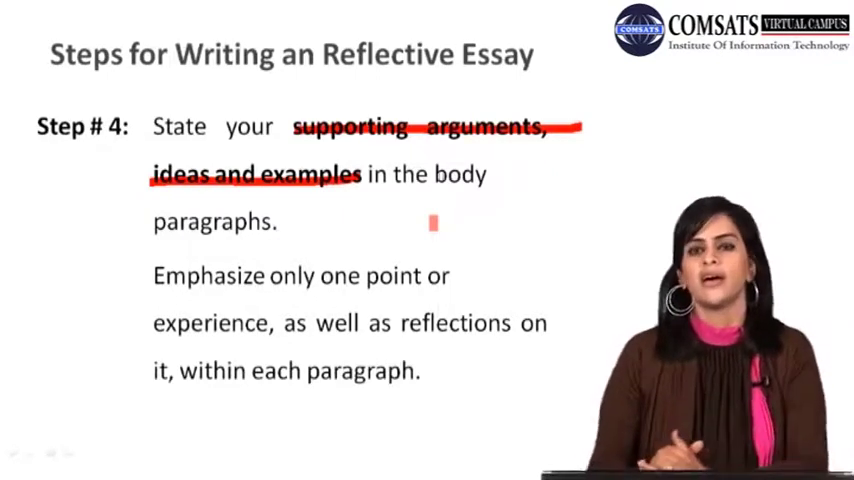 COMSATS VIRTUAL CAMPUS
Institute Of Information Technology
Steps for Writing an Reflective Essay
Step # 4: State your supporting arguments,
ideas and examples in the body
paragraphs.
Emphasize only one point or
experience, as well as reflections on
it, within each paragraph.